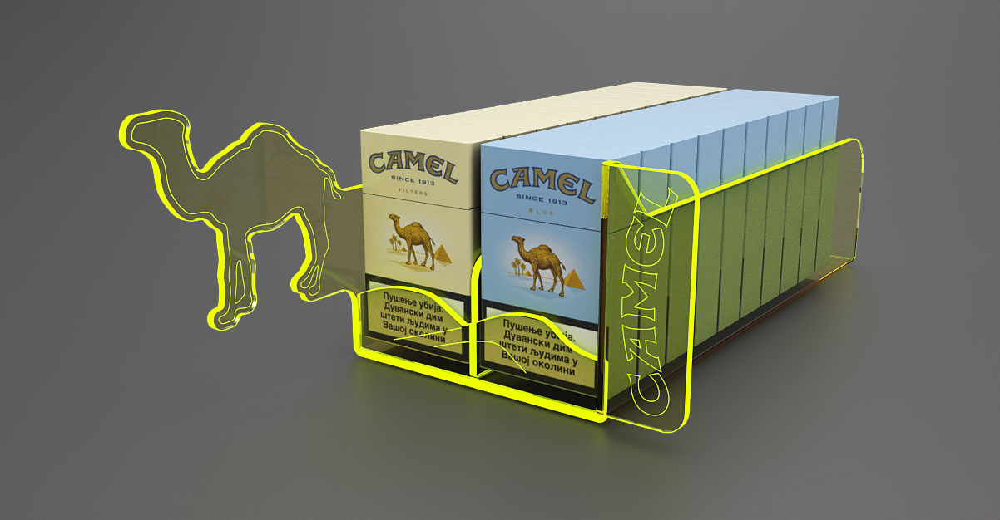 CAMEL
SINCE 1913
FILTERS
Пушење убија.
Дувански дим
штети људима у
Вашој околини
CAMEL
SINCE 1913
BLUE
Пушење убија.
Дувански дим
штети људима у
Вашој околини
CAMEL